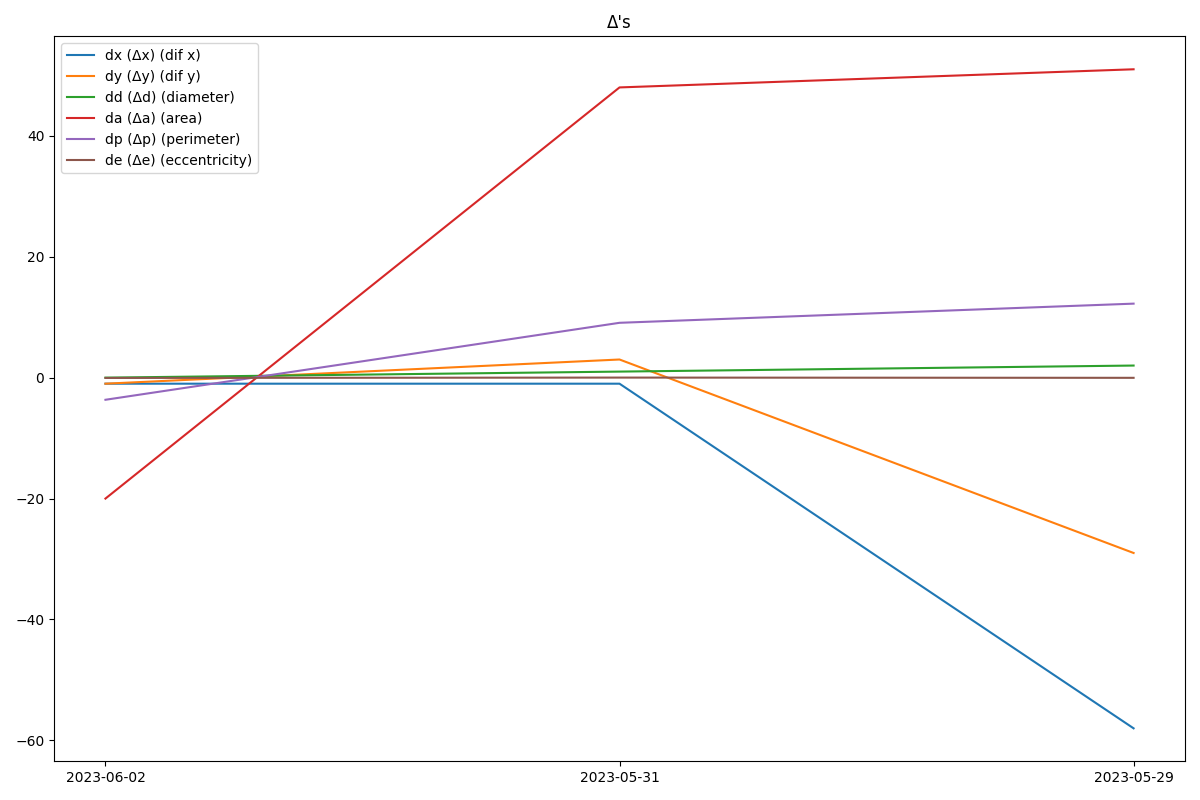 Δ's
dx (Δx) (dif x)
dy (Δy) (dif y)
dd (Δd) (diameter)
da (Δa) (area)
dp (Δp) (perimeter)
de (Δe) (eccentricity)
40
20
0
−20
−40
−60
2023-06-02
2023-05-31
2023-05-29